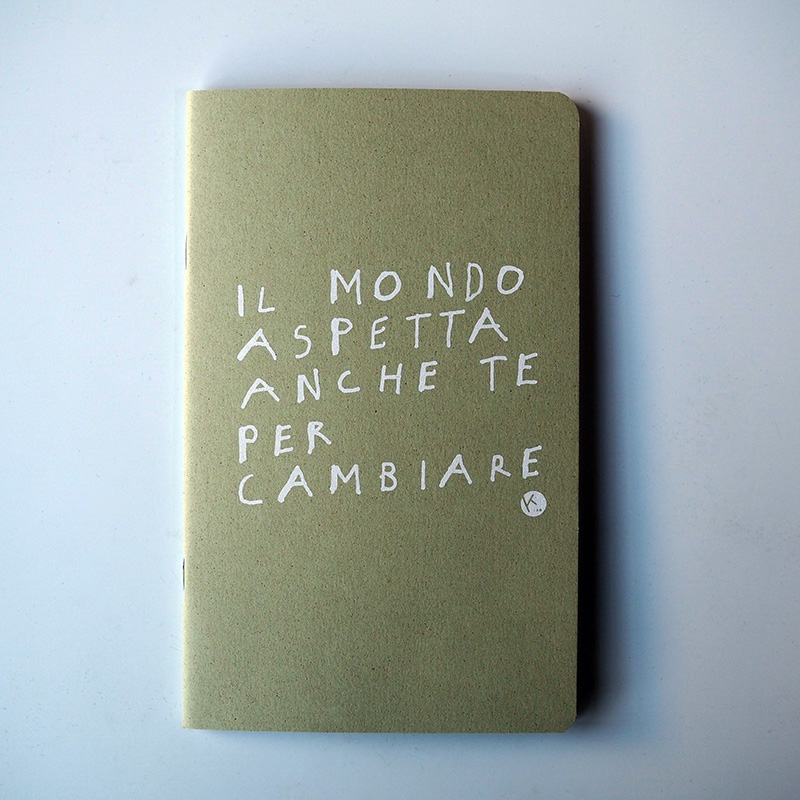 IL MONDO
ASPETTA
ANCHE TE
PER
CAMBIARE
K